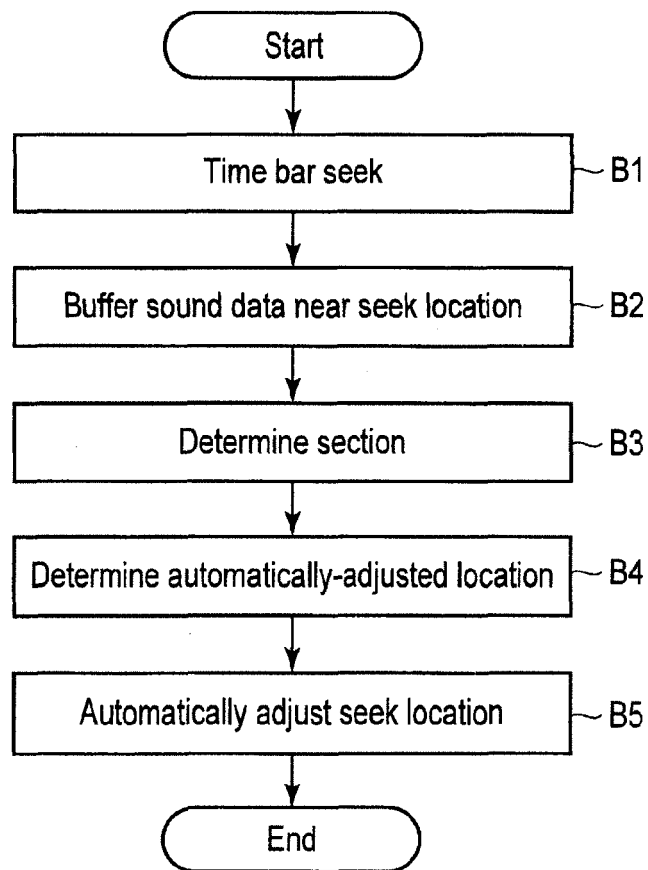 Start
Time bar seek
B1
Buffer sound data near seek location
B2
Determine section
B3
Determine automatically-adjusted location
B4
Automatically adjust seek location
B5
End